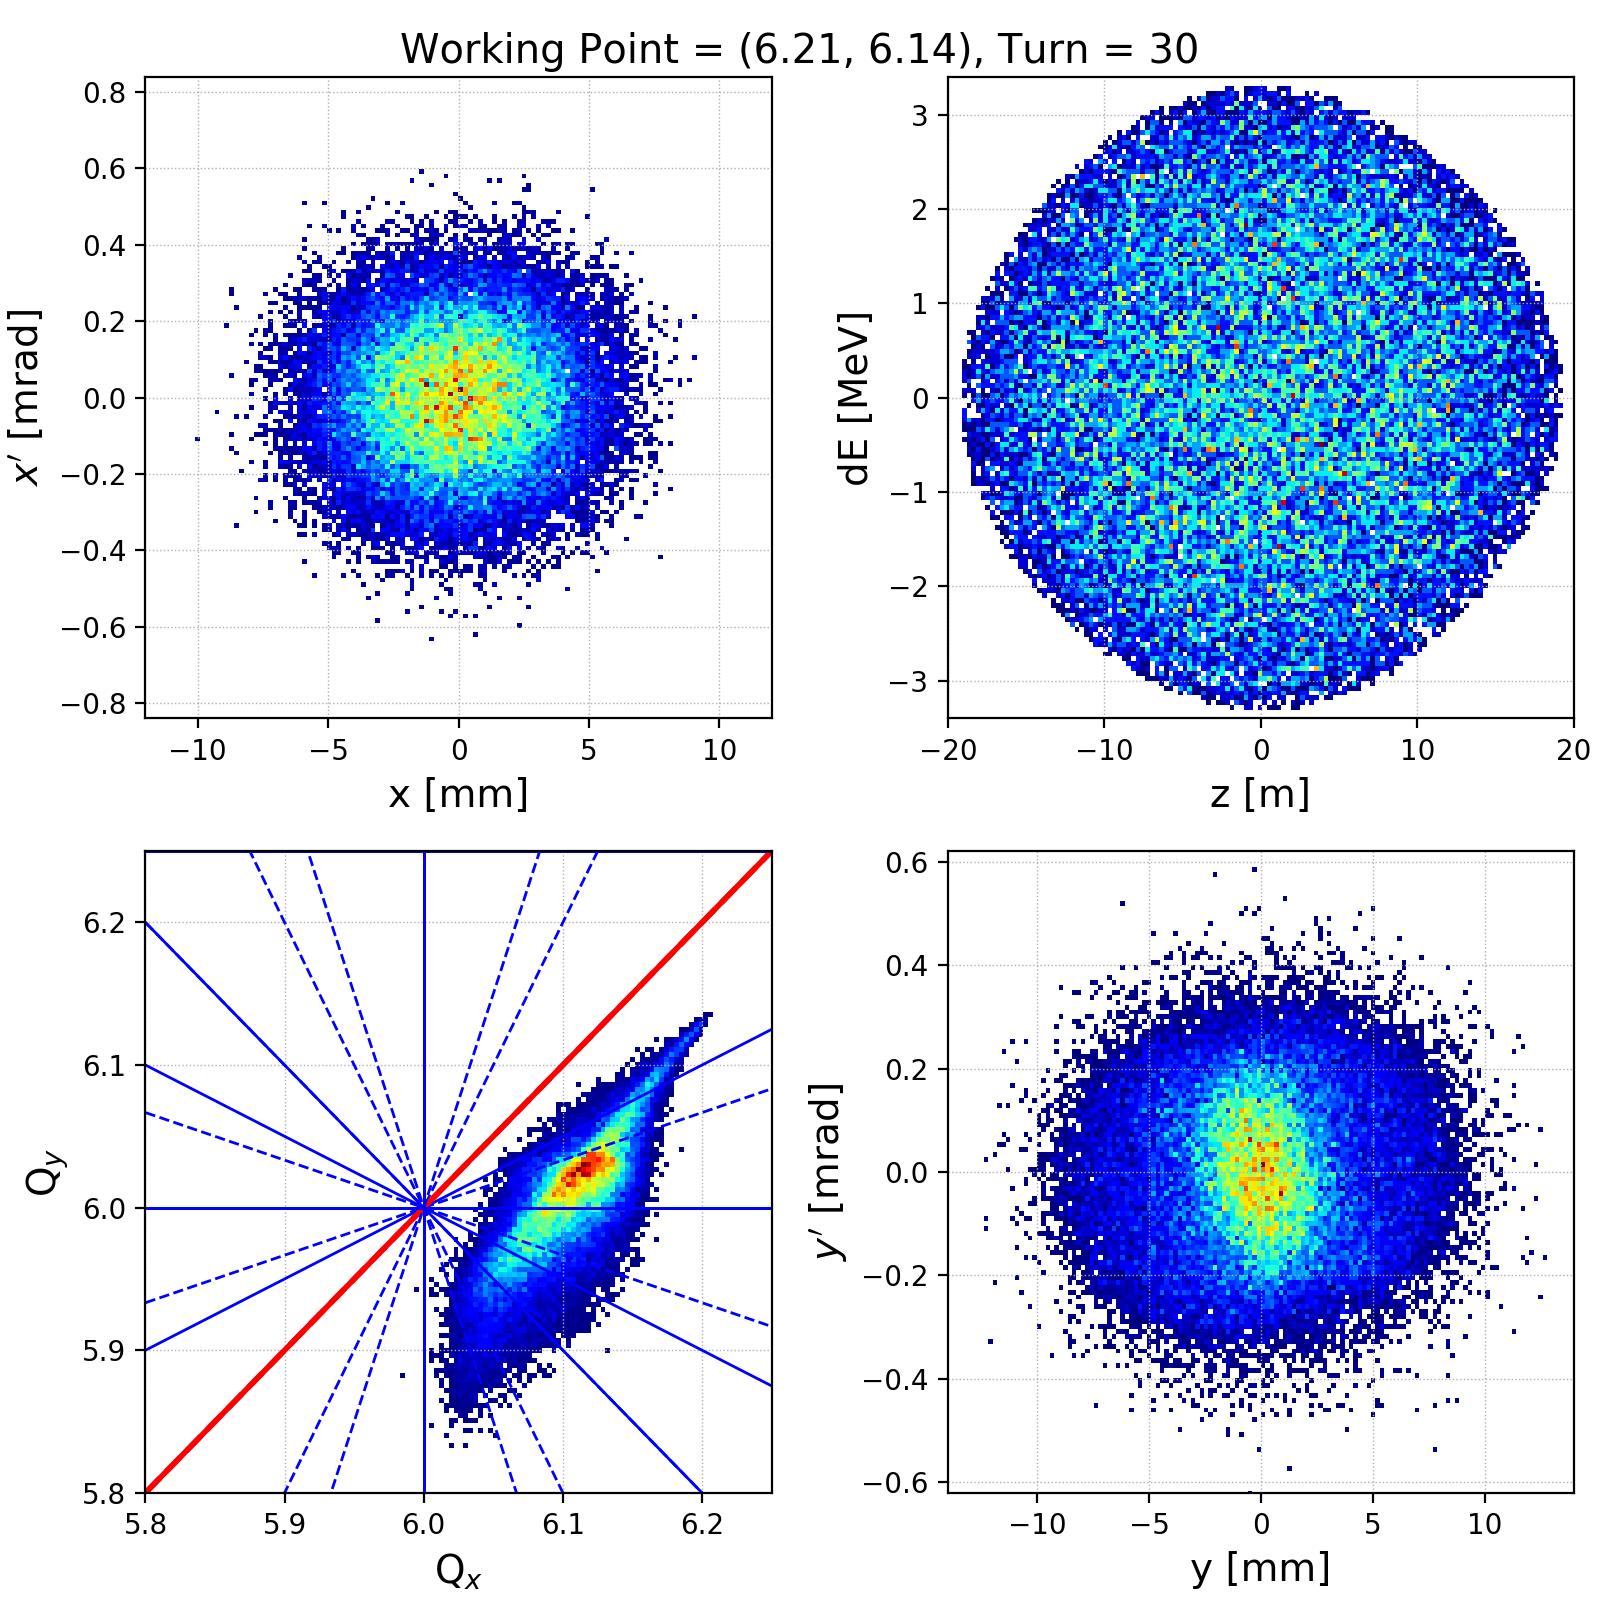 Working Point = (6.21, 6.14), Turn = 30
0.8
0.6
0.4
0.2
0.0
−0.2
−0.4
−0.6
−0.8
x′ [mrad]
−10 −5 0 5 10
x [mm]
3
2
1
0
−1
−2
−3
dE [MeV]
−20 −10 0 10 20
z [m]
6.2
6.1
6.0
5.9
5.8
Qy
5.8 5.9 6.0 6.1 6.2
Qx
0.6
0.4
0.2
0.0
−0.2
−0.4
−0.6
y′ [mrad]
−10 −5 0 5 10
y [mm]